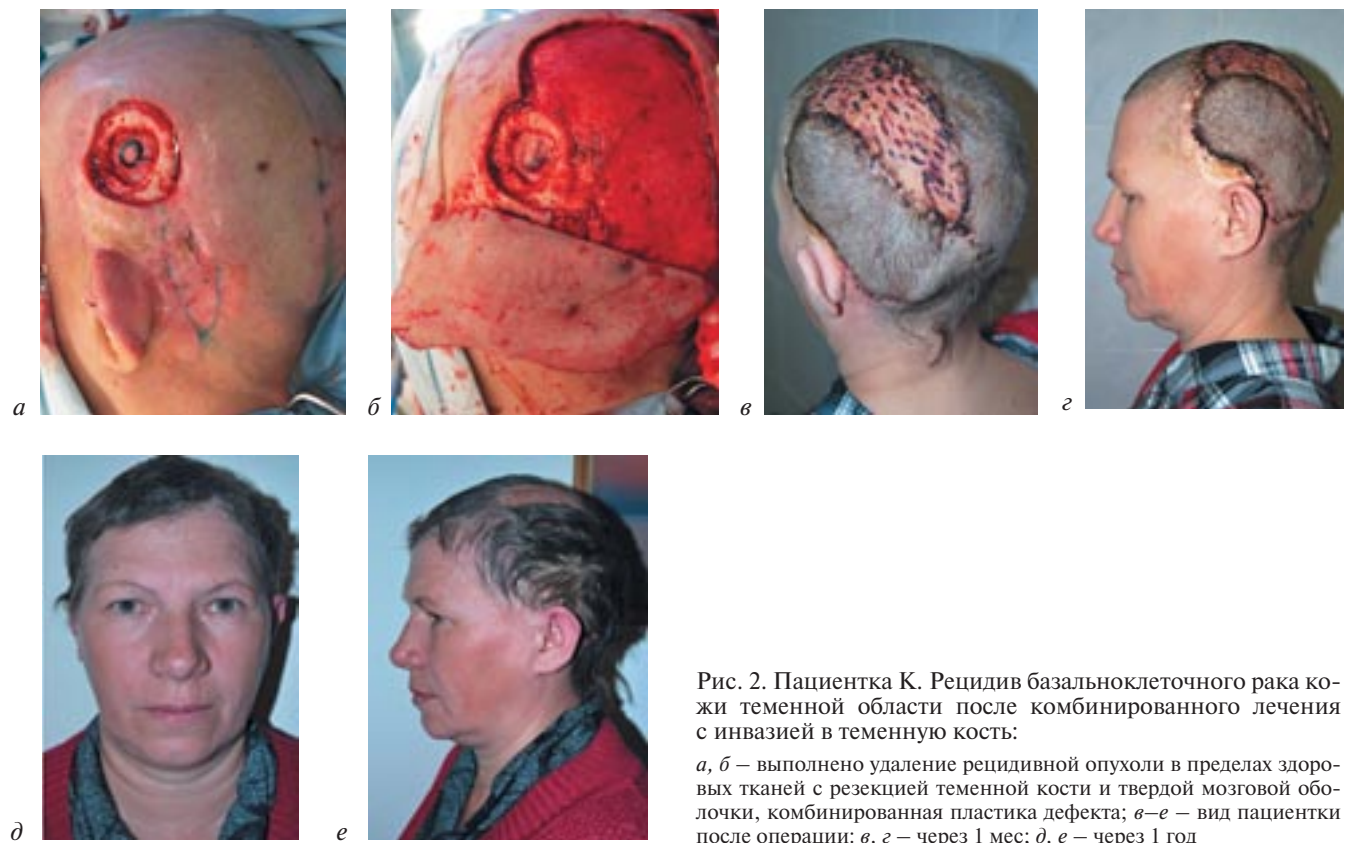 а
б
в
г
д
е
Рис. 2. Пациентка К. Рецидив базальноклеточного рака ко-
жи теменной области после комбинированного лечения
с инвазией в теменную кость:
а, б – выполнено удаление рецидивной опухоли в пределах здоро-
вых тканей с резекцией теменной кости и твердой мозговой обо-
лочки, комбинированная пластика дефекта; в–е – вид пациентки
после операции: в, г – через 1 мес; д, е – через 1 год